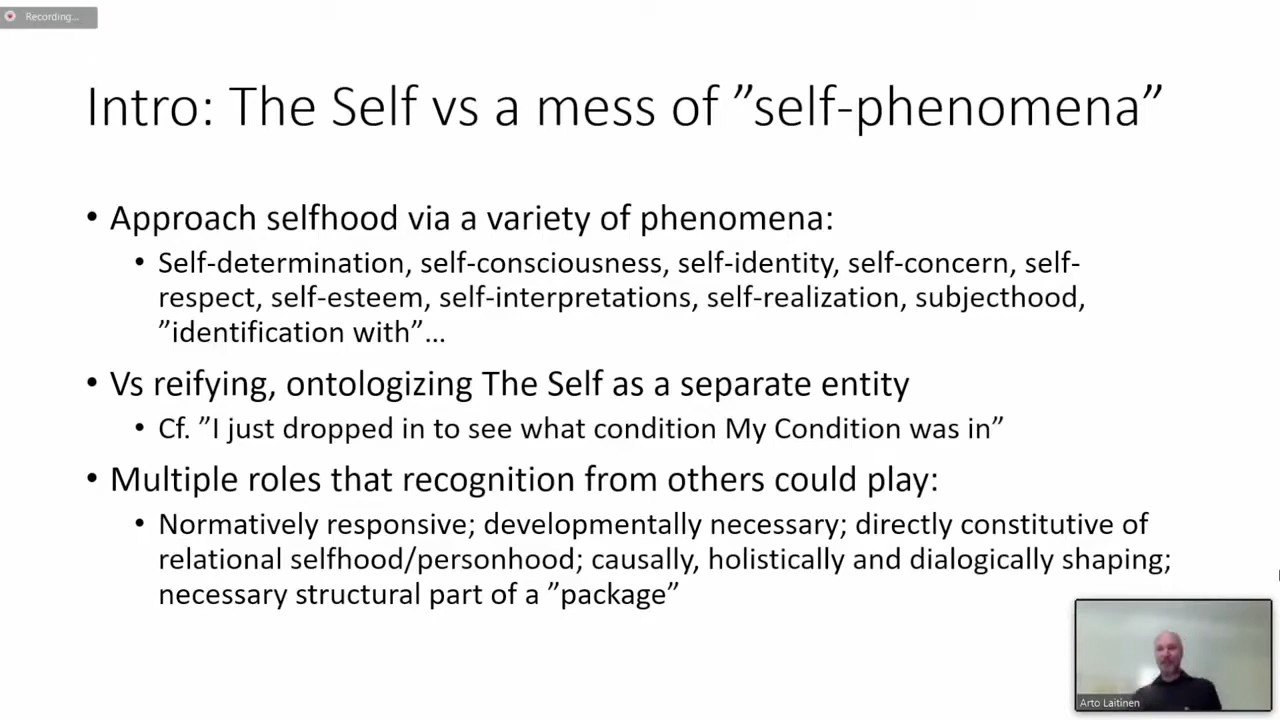 Recording...
Intro: The Self vs a mess of ”self-phenomena”
• Approach selfhood via a variety of phenomena:
• Self-determination, self-consciousness, self-identity, self-concern, self-
respect, self-esteem, self-interpretations, self-realization, subjecthood,
”identification with”…
• Vs reifying, ontologizing The Self as a separate entity
• Cf. ”I just dropped in to see what condition My Condition was in”
• Multiple roles that recognition from others could play:
• Normatively responsive; developmentally necessary; directly constitutive of
relational selfhood/personhood; causally, holistically and dialogically shaping;
necessary structural part of a ”package”
Arto Laitinen